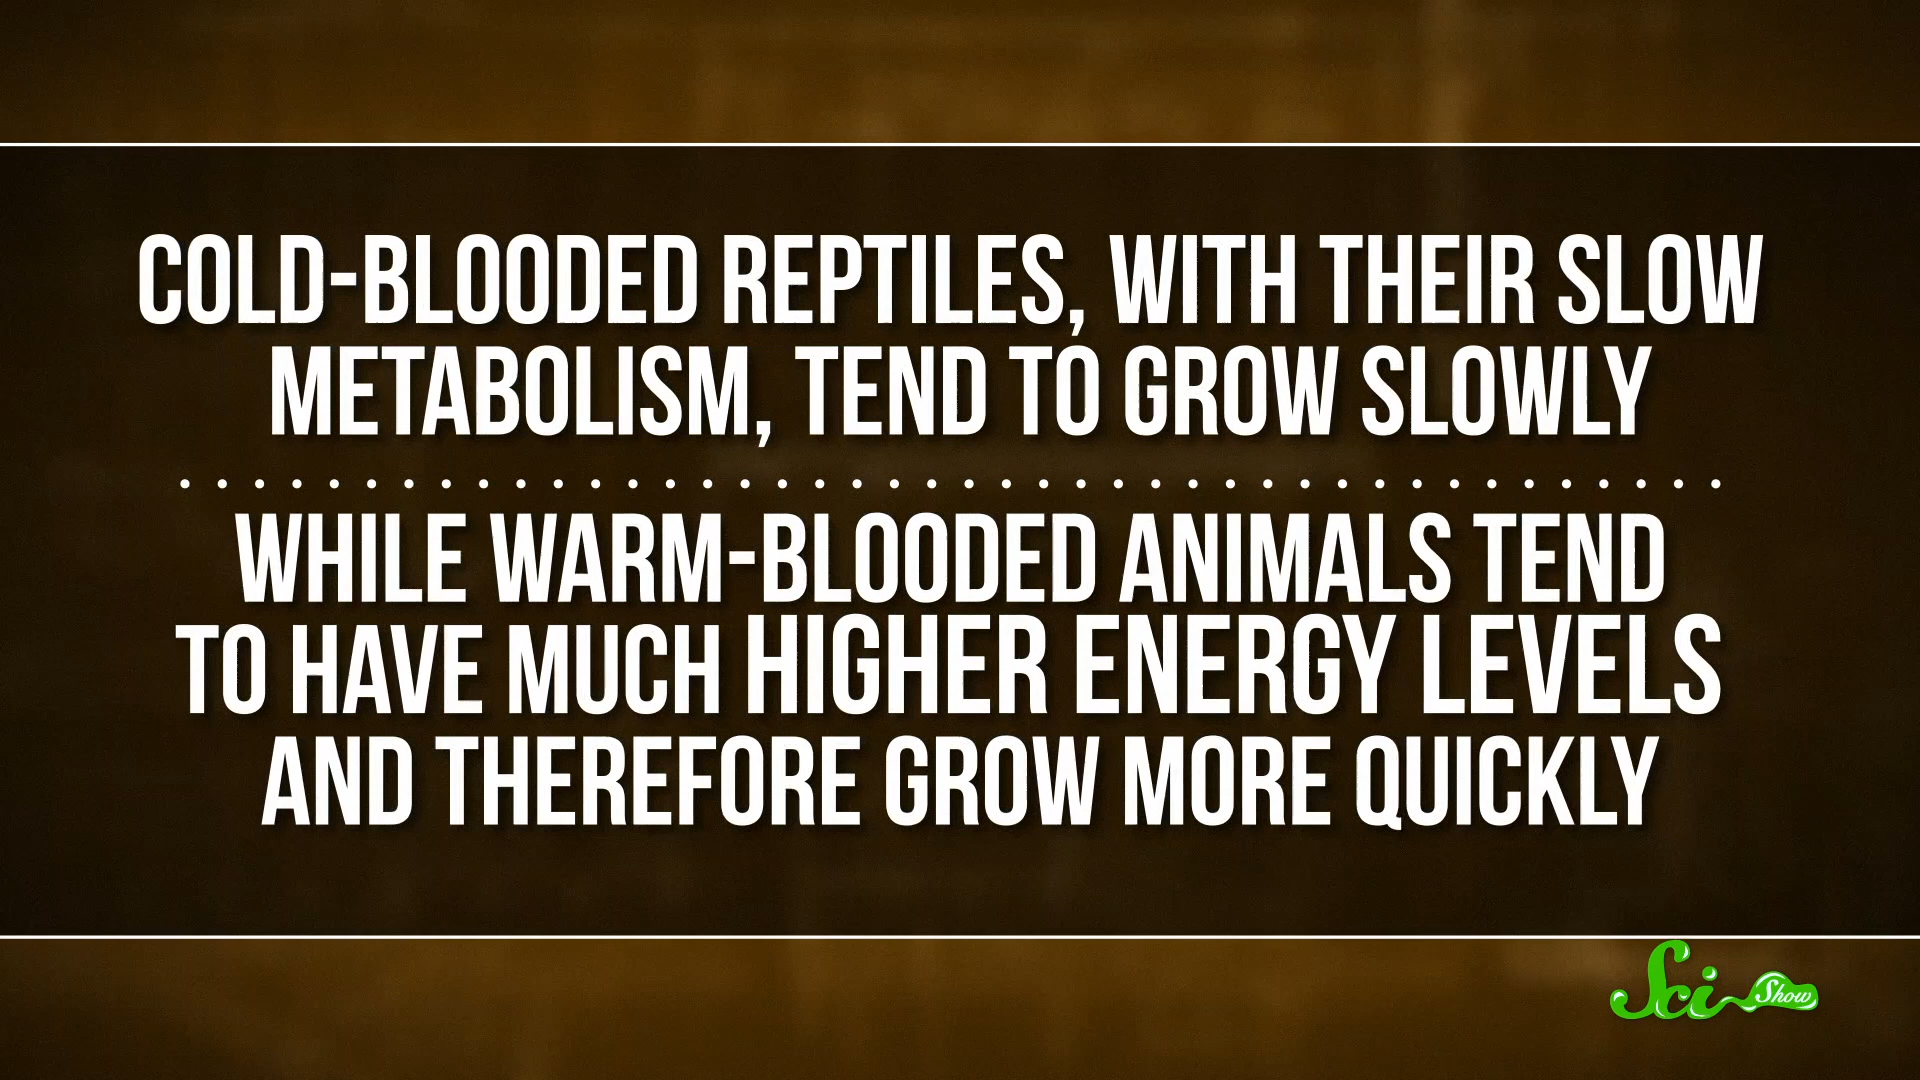 COLD-BLOODED REPTILES, WITH THEIR SLOW
METABOLISM, TEND TO GROW SLOWLY
WHILE WARM-BLOODED ANIMALS TEND
TO HAVE MUCH HIGHER ENERGY LEVELS
AND THEREFORE GROW MORE QUICKLY
Sci Show